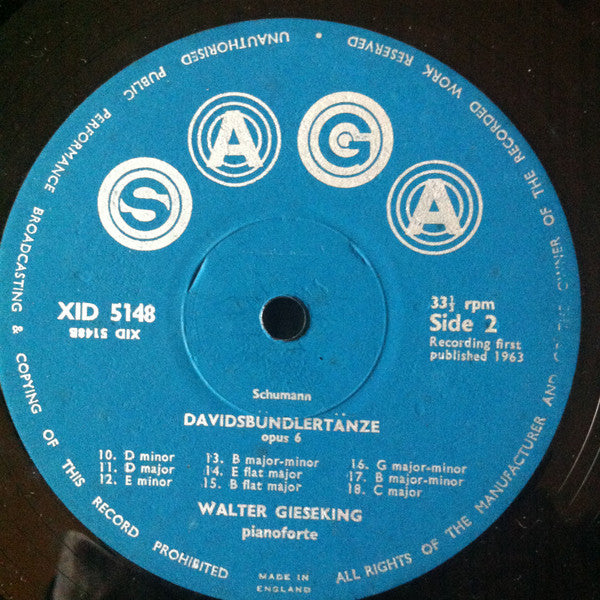 SAGA
ALL RIGHTS OF THE MANUFACTURER AND OF THE OWNER OF THE RECORDED WORK RESERVED • UNAUTHORISED PUBLIC PERFORMANCE BROADCASTING & COPYING OF THIS RECORD PROHIBITED
XID 5148
XID 5148B
33⅓ rpm
Side 2
Recording first
published 1963
Schumann
DAVIDSBUNDLERTÄNZE
opus 6
10. D minor 13. B major-minor 16. G major-minor
11. D major 14. E flat major 17. B major-minor
12. E minor 15. B flat major 18. C major
WALTER GIESEKING
pianoforte
MADE IN
ENGLAND